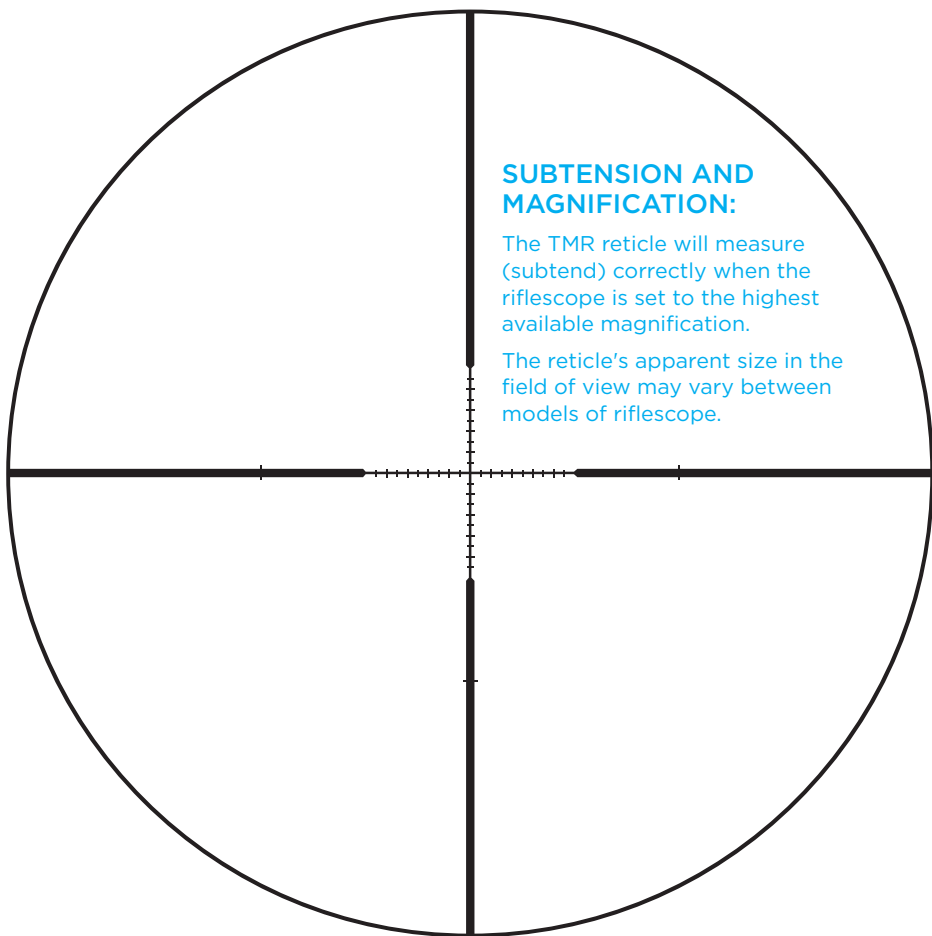 SUBTENSION AND
MAGNIFICATION:
The TMR reticle will measure
(subtend) correctly when the
riflescope is set to the highest
available magnification.
The reticle's apparent size in the
field of view may vary between
models of riflescope.